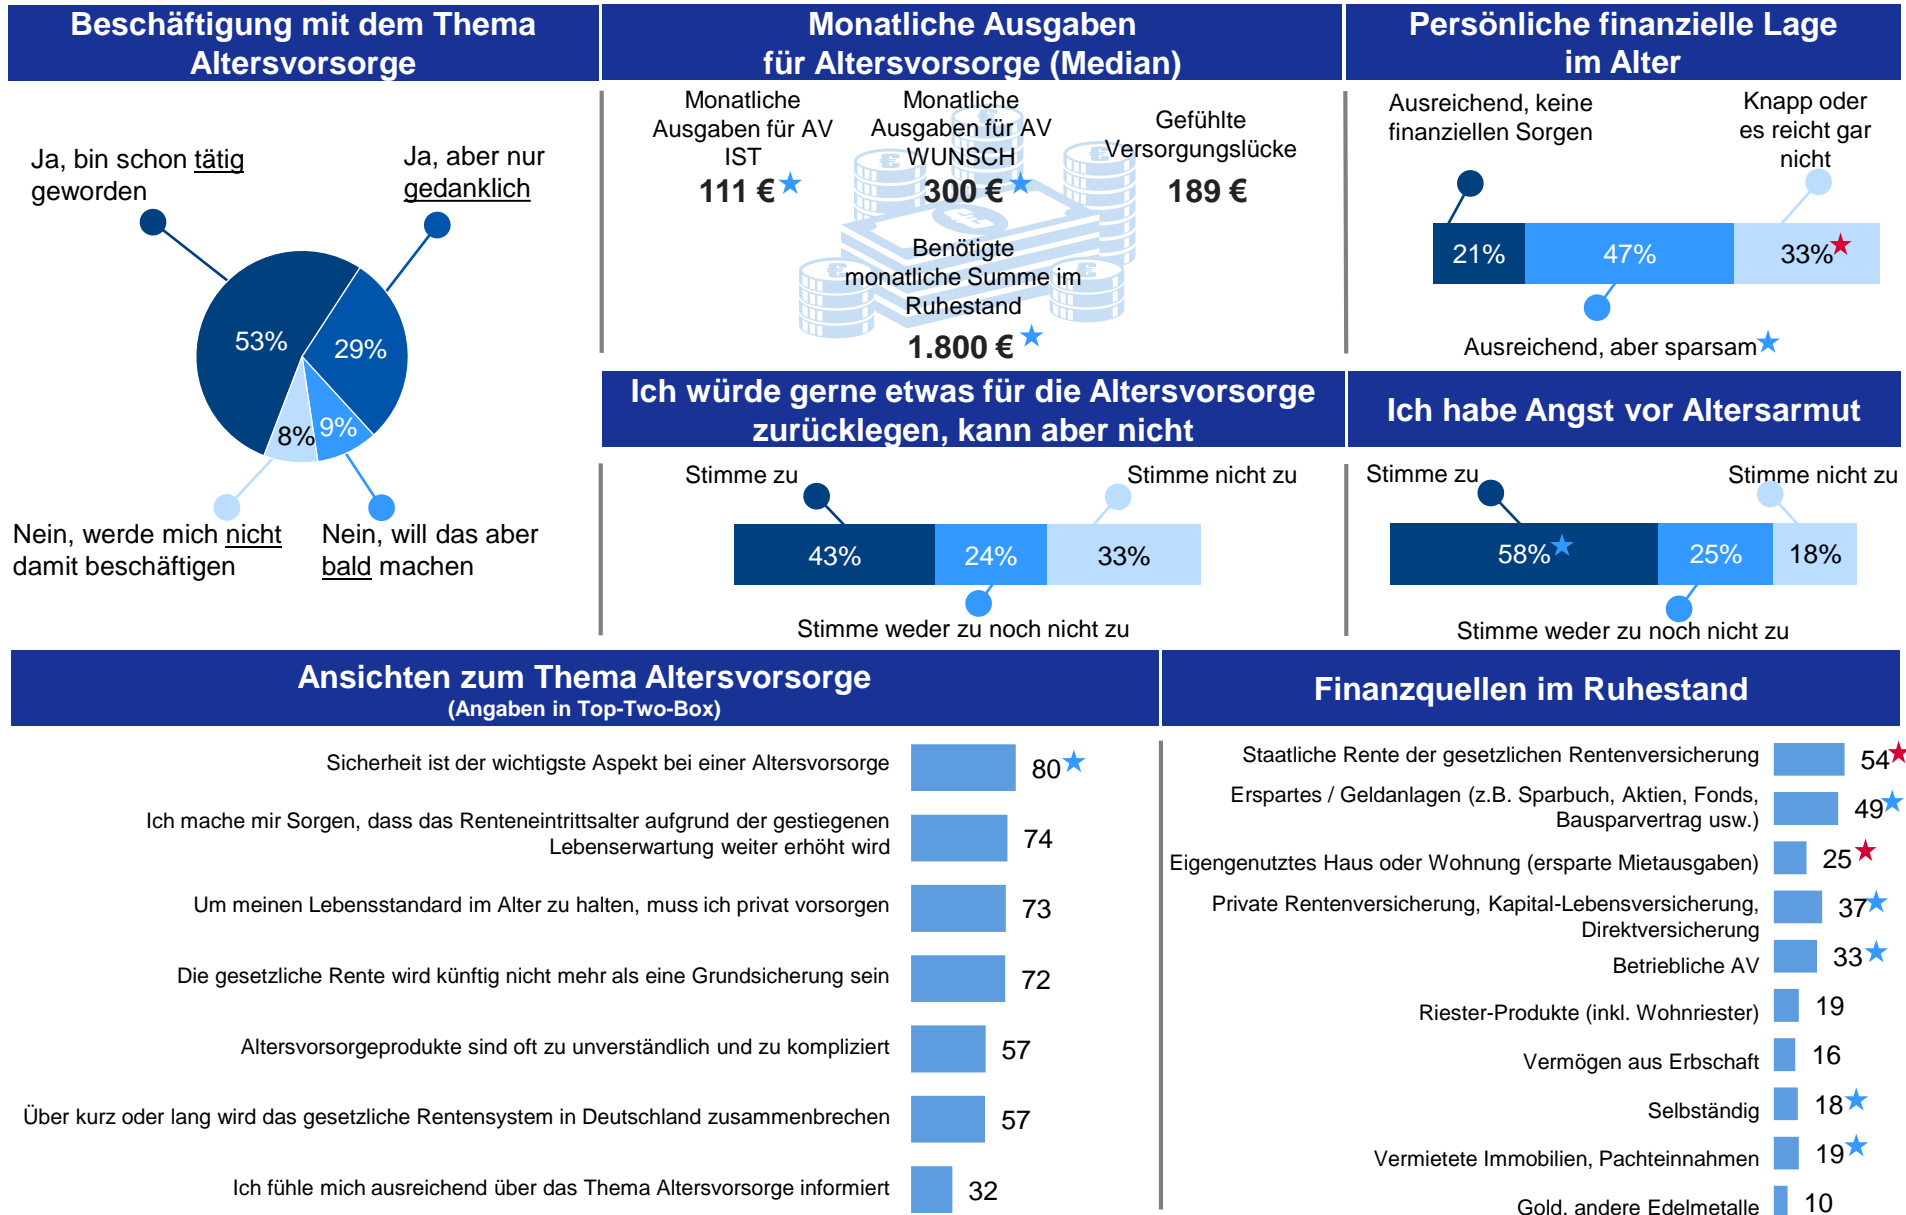 Beschäftigung mit dem Thema
Altersvorsorge
Ja, bin schon tätig
geworden
Ja, aber nur
gedanklich
53%
29%
8%
9%
Nein, werde mich nicht
damit beschäftigen
Nein, will das aber
bald machen
Monatliche Ausgaben
für Altersvorsorge (Median)
Monatliche
Ausgaben für AV
IST
111 €
Monatliche
Ausgaben für AV
WUNSCH
300 €
Gefühlte
Versorgungslücke
189 €
Benötigte
monatliche Summe im
Ruhestand
1.800 €
Persönliche finanzielle Lage
im Alter
Ausreichend, keine
finanziellen Sorgen
Knapp oder
es reicht gar
nicht
21%
47%
33%
Ausreichend, aber sparsam
Ich würde gerne etwas für die Altersvorsorge
zurücklegen, kann aber nicht
Stimme zu
Stimme nicht zu
43%
24%
33%
Stimme weder zu noch nicht zu
Ich habe Angst vor Altersarmut
Stimme zu
Stimme nicht zu
58%
25%
18%
Stimme weder zu noch nicht zu
Ansichten zum Thema Altersvorsorge
(Angaben in Top-Two-Box)
Sicherheit ist der wichtigste Aspekt bei einer Altersvorsorge
80
Ich mache mir Sorgen, dass das Renteneintrittsalter aufgrund der gestiegenen
Lebenserwartung weiter erhöht wird
74
Um meinen Lebensstandard im Alter zu halten, muss ich privat vorsorgen
73
Die gesetzliche Rente wird künftig nicht mehr als eine Grundsicherung sein
72
Altersvorsorgeprodukte sind oft zu unverständlich und zu kompliziert
57
Über kurz oder lang wird das gesetzliche Rentensystem in Deutschland zusammenbrechen
57
Ich fühle mich ausreichend über das Thema Altersvorsorge informiert
32
Finanzquellen im Ruhestand
Staatliche Rente der gesetzlichen Rentenversicherung
54
Erspartes / Geldanlagen (z.B. Sparbuch, Aktien, Fonds,
Bausparvertrag usw.)
49
Eigengenutztes Haus oder Wohnung (ersparte Mietausgaben)
25
Private Rentenversicherung, Kapital-Lebensversicherung,
Direktversicherung
37
Betriebliche AV
33
Riester-Produkte (inkl. Wohnriester)
19
Vermögen aus Erbschaft
16
Selbständig
18
Vermietete Immobilien, Pachteinnahmen
19
Gold, andere Edelmetalle
10